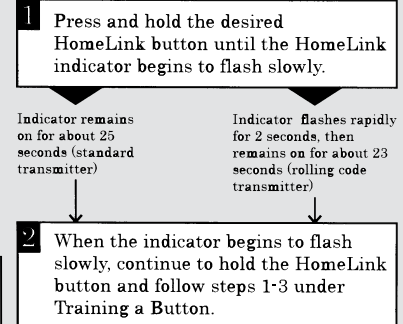 1
Press and hold the desired
HomeLink button until the HomeLink
indicator begins to flash slowly.
Indicator remains
on for about 25
seconds (standard
transmitter)
Indicator flashes rapidly
for 2 seconds, then
remains on for about 23
seconds (rolling code
transmitter)
2
When the indicator begins to flash
slowly, continue to hold the HomeLink
button and follow steps 1-3 under
Training a Button.